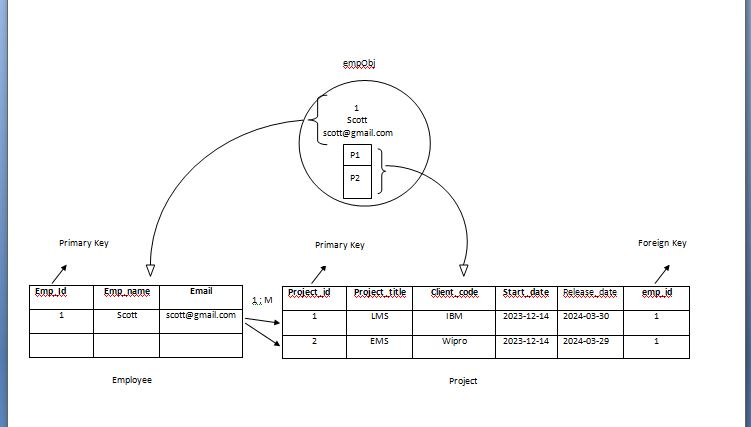 empObj
1
Scott
scott@gmail.com
P1
P2
Primary Key
Primary Key
Foreign Key
Emp_Id Emp_name Email
1 Scott scott@gmail.com
1 : M
Project_id Project_title Client_code Start_date Release_date emp_id
1 LMS IBM 2023-12-14 2024-03-30 1
2 EMS Wipro 2023-12-14 2024-03-29 1
Employee
Project